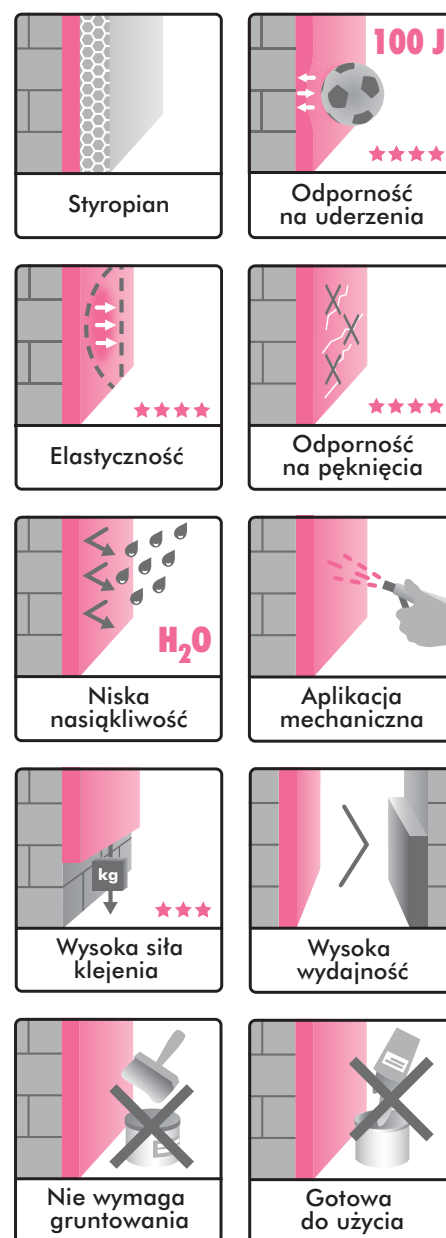 100 J
Styropian
Odporność
na uderzenia
Elastyczność
Odporność
na pęknięcia
H₂O
Niska
nasiąkliwość
Aplikacja
mechaniczna
kg
Wysoka siła
klejenia
Wysoka
wydajność
Nie wymaga
gruntowania
Gotowa
do użycia